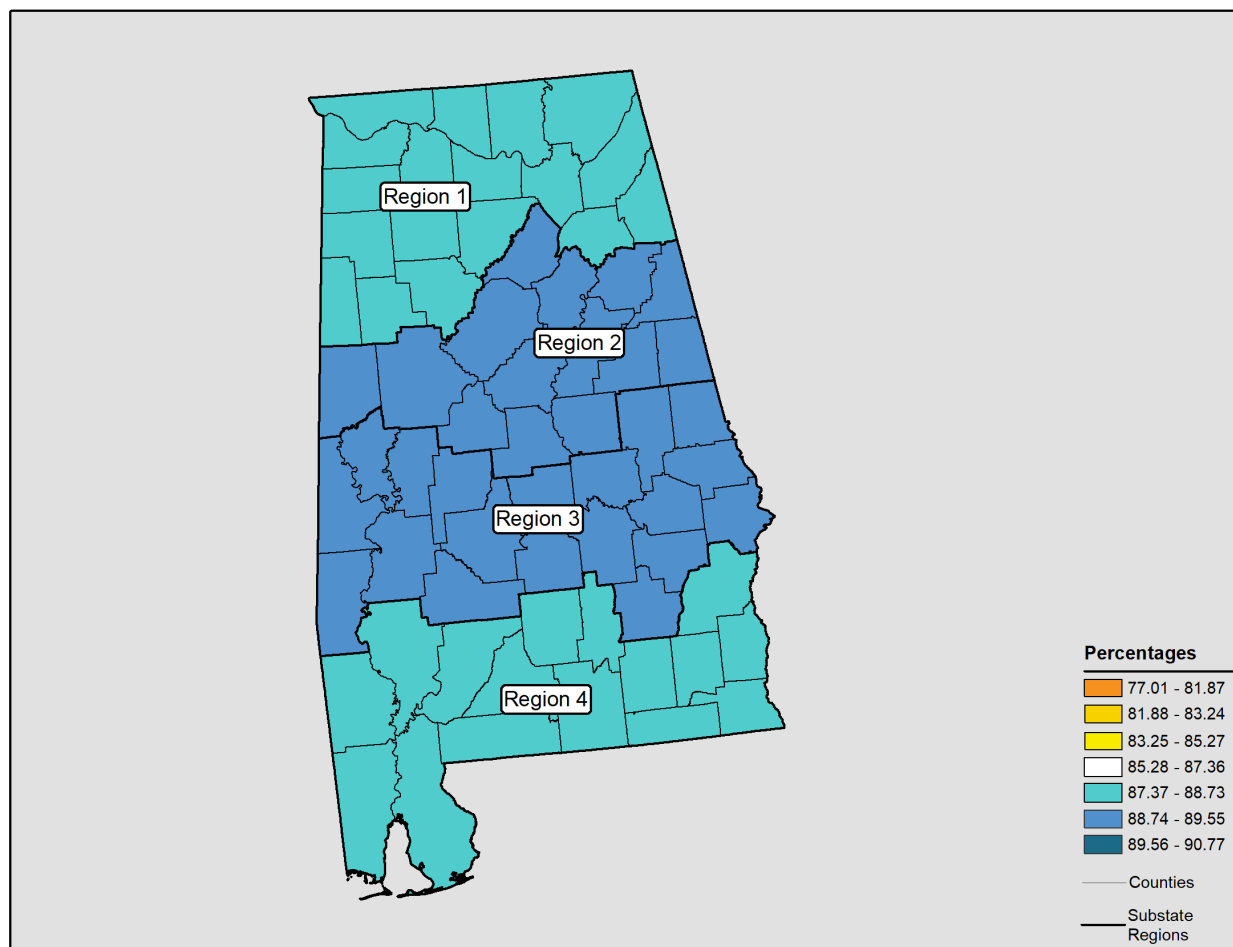 Region 1
Region 2
Region 3
Region 4
Percentages
77.01 - 81.87
81.88 - 83.24
83.25 - 85.27
85.28 - 87.36
87.37 - 88.73
88.74 - 89.55
89.56 - 90.77
Counties
Substate
Regions